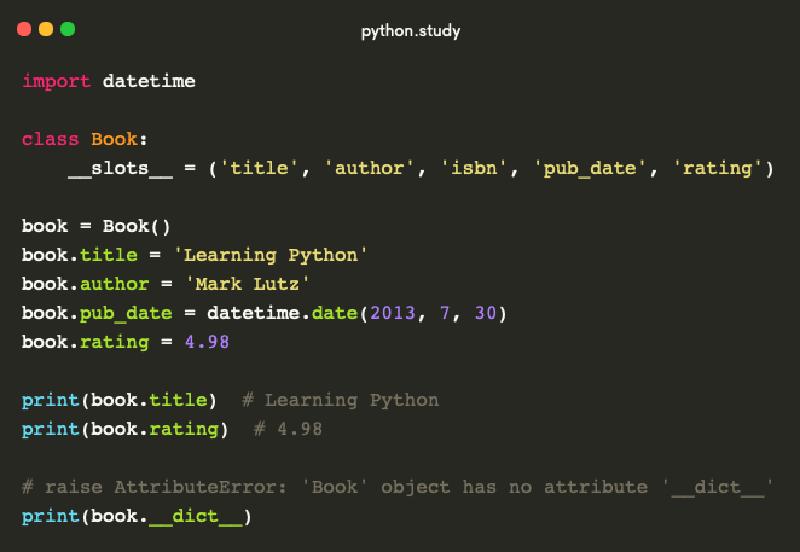 python.study
import datetime
class Book:
    __slots__ = ('title', 'author', 'isbn', 'pub_date', 'rating')
book = Book()
book.title = 'Learning Python'
book.author = 'Mark Lutz'
book.pub_date = datetime.date(2013, 7, 30)
book.rating = 4.98
print(book.title)  # Learning Python
print(book.rating)  # 4.98
# raise AttributeError: 'Book' object has no attribute '__dict__'
print(book.__dict__)